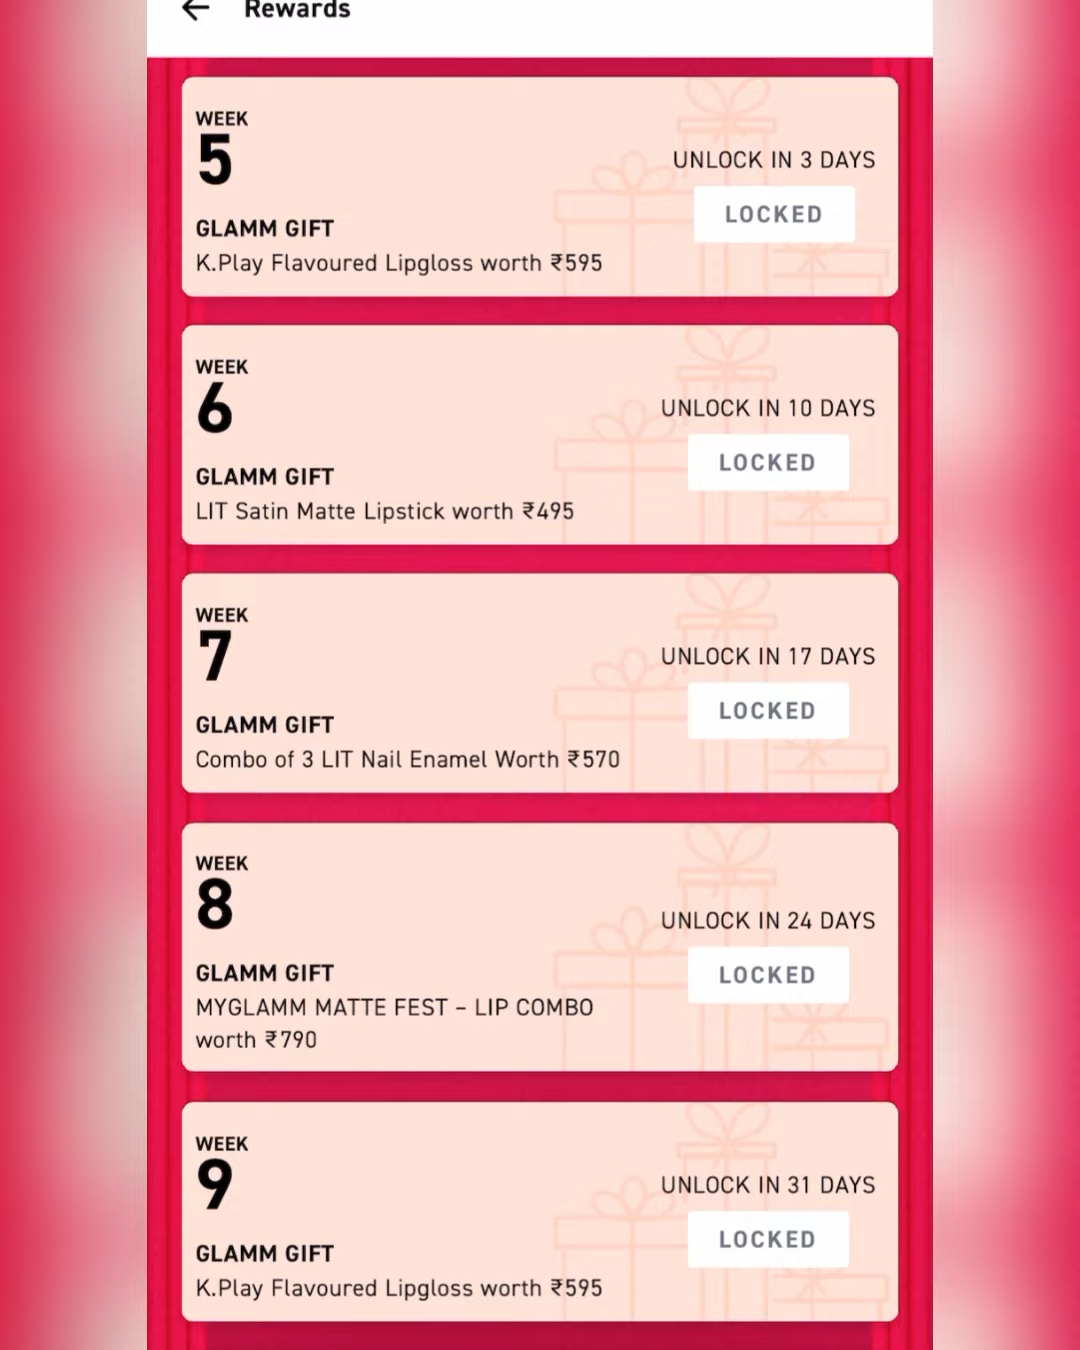 Rewards
WEEK
5
UNLOCK IN 3 DAYS
LOCKED
GLAMM GIFT
K.Play Flavoured Lipgloss worth ₹595
WEEK
6
UNLOCK IN 10 DAYS
LOCKED
GLAMM GIFT
LIT Satin Matte Lipstick worth ₹495
WEEK
7
UNLOCK IN 17 DAYS
LOCKED
GLAMM GIFT
Combo of 3 LIT Nail Enamel Worth ₹570
WEEK
8
UNLOCK IN 24 DAYS
LOCKED
GLAMM GIFT
MYGLAMM MATTE FEST – LIP COMBO
worth ₹790
WEEK
9
UNLOCK IN 31 DAYS
LOCKED
GLAMM GIFT
K.Play Flavoured Lipgloss worth ₹595